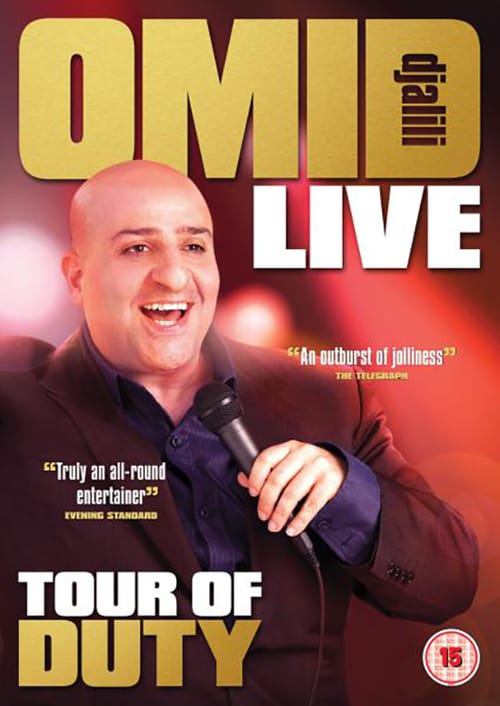 OMID
djalili
LIVE
“An outburst of jolliness”
THE TELEGRAPH
“Truly an all-round
entertainer”
EVENING STANDARD
TOUR OF
DUTY
15